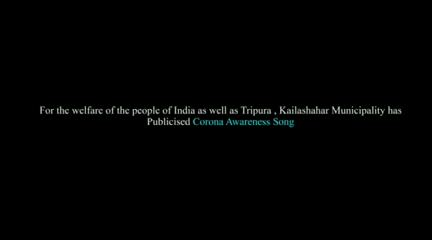 For the welfare of the people of India as well as Tripura , Kailashahar Municipality has
Publicised Corona Awareness Song